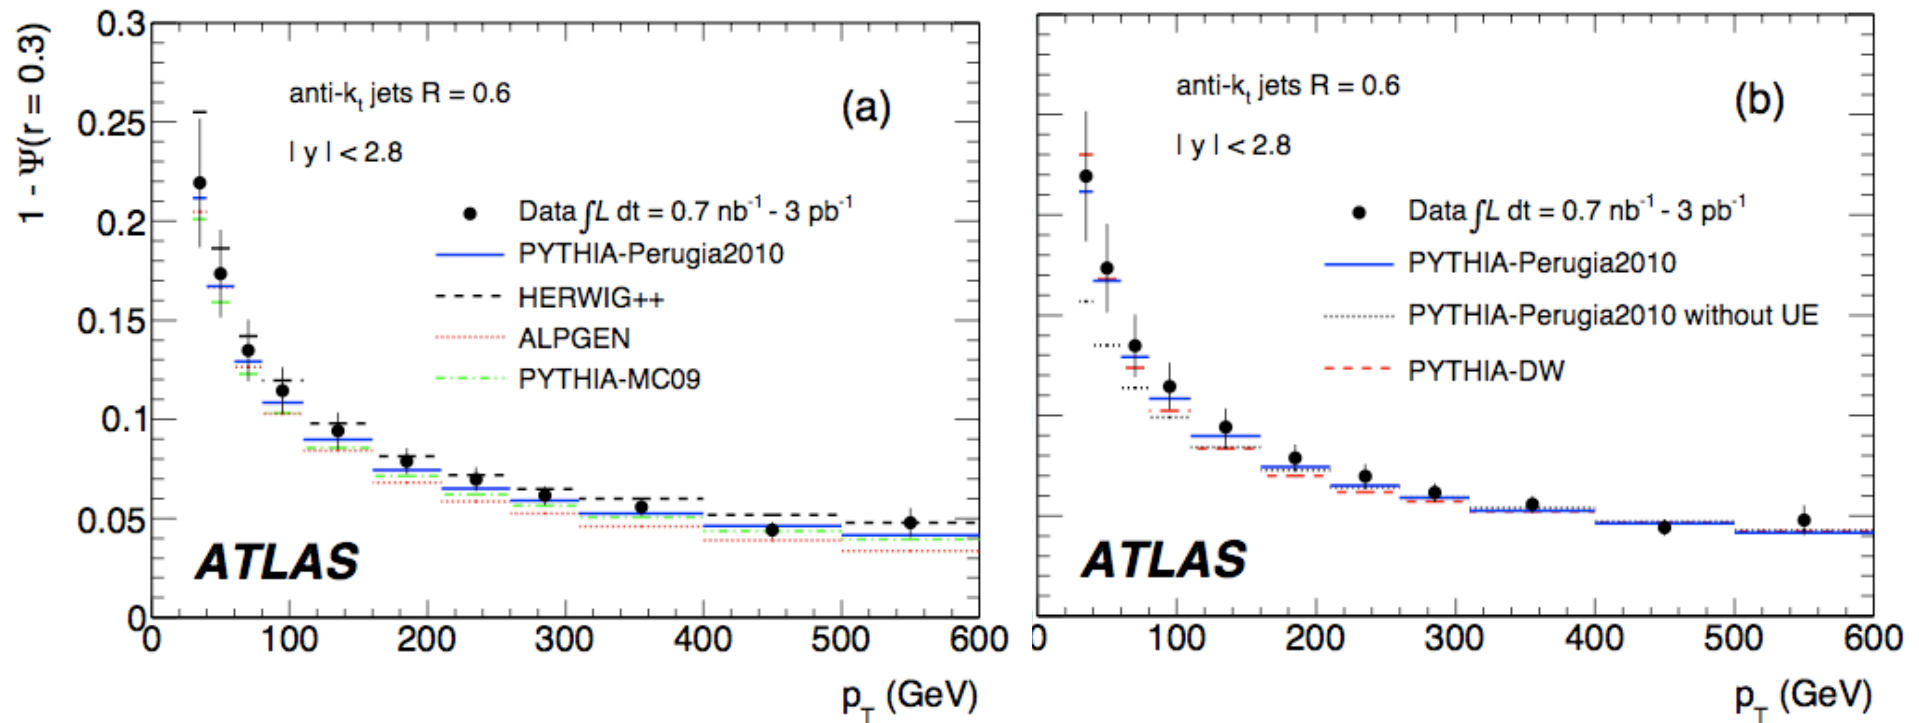 0.3
0.25
0.2
0.15
0.1
0.05
0
1 - Ψ(r = 0.3)
anti-kt jets R = 0.6
| y | < 2.8
(a)
Data ∫L dt = 0.7 nb-1 - 3 pb-1
PYTHIA-Perugia2010
HERWIG++
ALPGEN
PYTHIA-MC09
ATLAS
0 100 200 300 400 500 600
pT (GeV)
anti-kt jets R = 0.6
| y | < 2.8
(b)
Data ∫L dt = 0.7 nb-1 - 3 pb-1
PYTHIA-Perugia2010
PYTHIA-Perugia2010 without UE
PYTHIA-DW
ATLAS
0 100 200 300 400 500 600
pT (GeV)